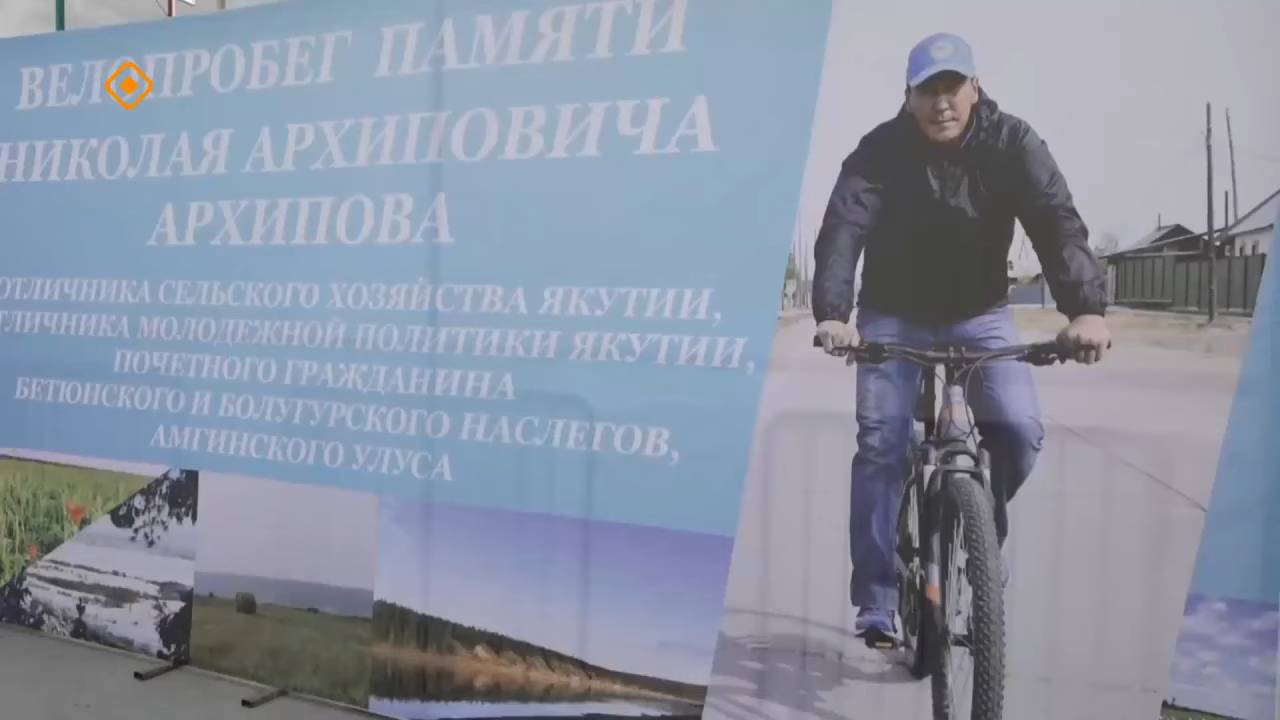 ВЕЛОПРОБЕГ ПАМЯТИ
НИКОЛАЯ АРХИПОВИЧА
АРХИПОВА
ОТЛИЧНИКА СЕЛЬСКОГО ХОЗЯЙСТВА ЯКУТИИ,
ОТЛИЧНИКА МОЛОДЕЖНОЙ ПОЛИТИКИ ЯКУТИИ,
ПОЧЕТНОГО ГРАЖДАНИНА
БЕТЮНСКОГО И БОЛУГУРСКОГО НАСЛЕГОВ,
АМГИНСКОГО УЛУСА